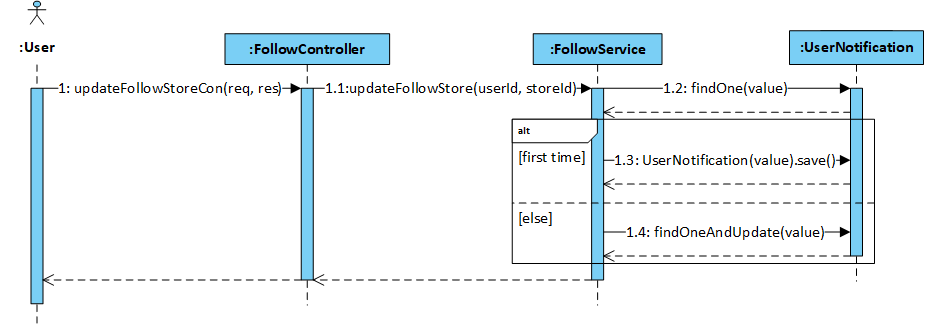 :User
:FollowController
:FollowService
:UserNotification
1: updateFollowStoreCon(req, res)
1.1:updateFollowStore(userId, storeId)
1.2: findOne(value)
alt
[first time]
1.3: UserNotification(value).save()
[else]
1.4: findOneAndUpdate(value)